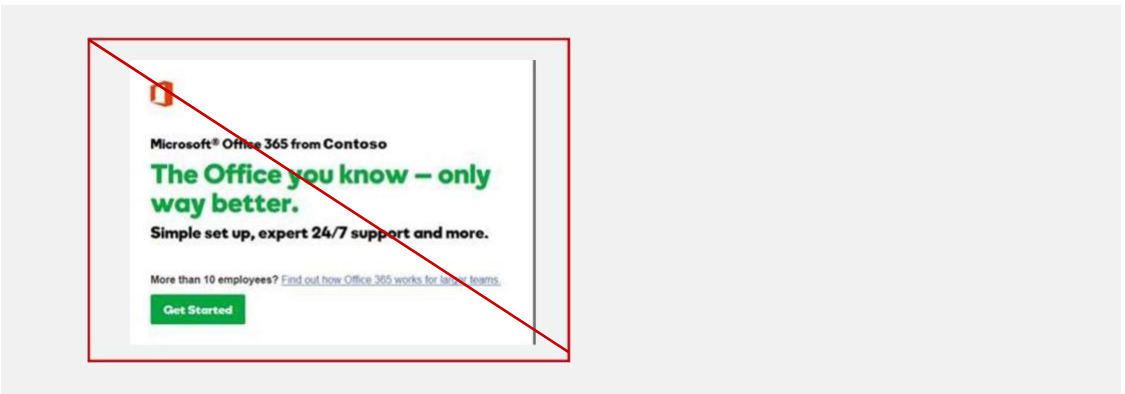 Microsoft® Office 365 from Contoso
The Office you know – only
way better.
Simple set up, expert 24/7 support and more.
More than 10 employees? Find out how Office 365 works for larger teams.
Get Started